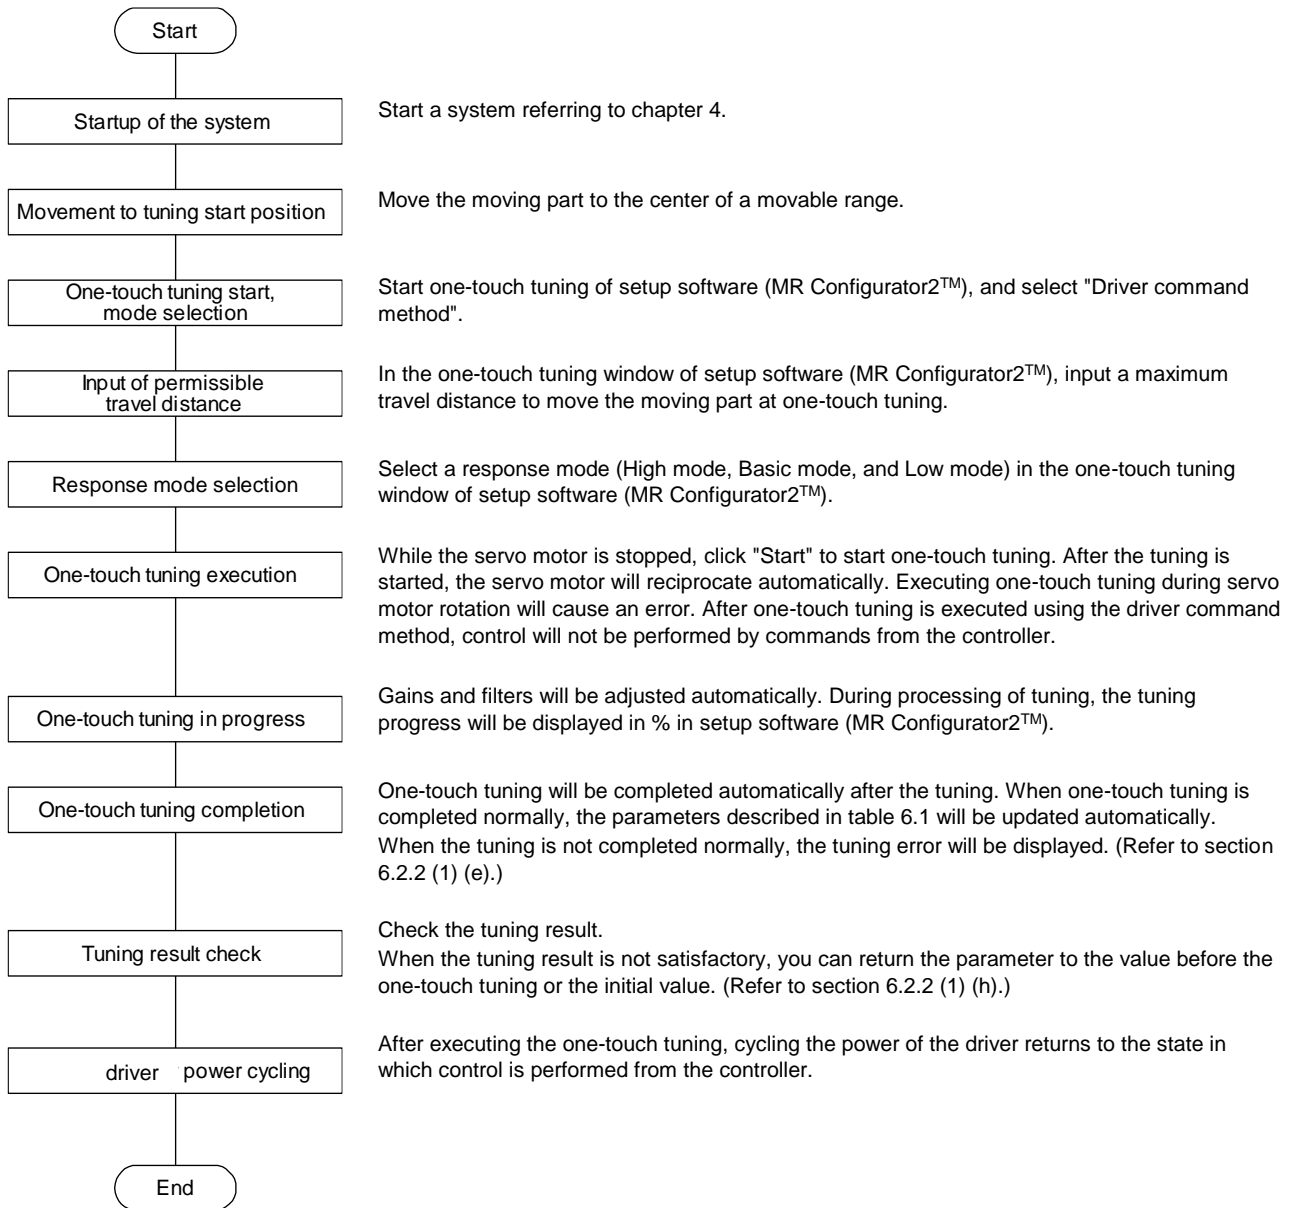 Start
Startup of the system
Start a system referring to chapter 4.
Movement to tuning start position
Move the moving part to the center of a movable range.
One-touch tuning start,
mode selection
Start one-touch tuning of setup software (MR Configurator2TM), and select "Driver command
method".
Input of permissible
travel distance
In the one-touch tuning window of setup software (MR Configurator2TM), input a maximum
travel distance to move the moving part at one-touch tuning.
Response mode selection
Select a response mode (High mode, Basic mode, and Low mode) in the one-touch tuning
window of setup software (MR Configurator2TM).
One-touch tuning execution
While the servo motor is stopped, click "Start" to start one-touch tuning. After the tuning is
started, the servo motor will reciprocate automatically. Executing one-touch tuning during servo
motor rotation will cause an error. After one-touch tuning is executed using the driver command
method, control will not be performed by commands from the controller.
One-touch tuning in progress
Gains and filters will be adjusted automatically. During processing of tuning, the tuning
progress will be displayed in % in setup software (MR Configurator2TM).
One-touch tuning completion
One-touch tuning will be completed automatically after the tuning. When one-touch tuning is
completed normally, the parameters described in table 6.1 will be updated automatically.
When the tuning is not completed normally, the tuning error will be displayed. (Refer to section
6.2.2 (1) (e).)
Tuning result check
Check the tuning result.
When the tuning result is not satisfactory, you can return the parameter to the value before the
one-touch tuning or the initial value. (Refer to section 6.2.2 (1) (h).)
driver power cycling
After executing the one-touch tuning, cycling the power of the driver returns to the state in
which control is performed from the controller.
End